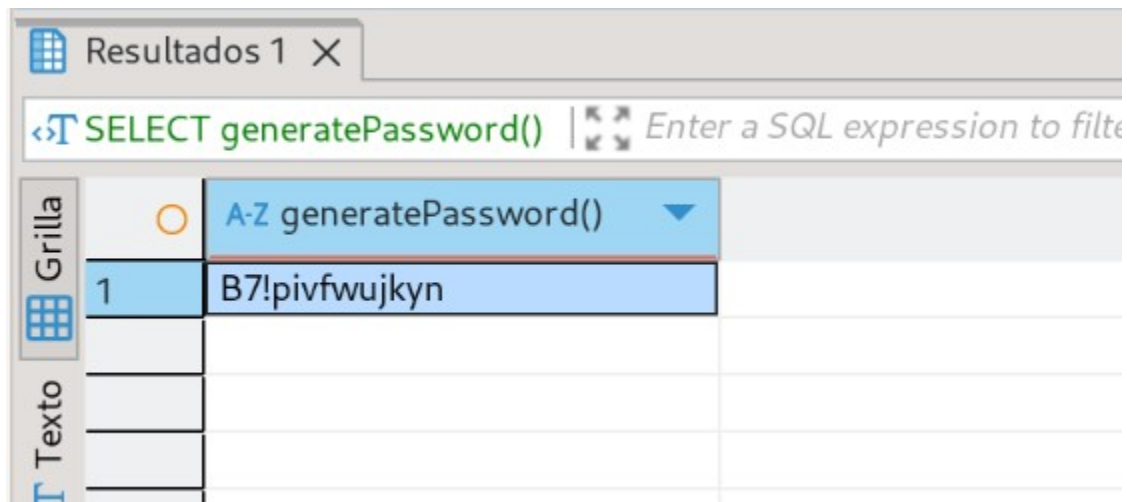 Resultados 1
SELECT generatePassword() Enter a SQL expression to filte
Grilla
A-Z generatePassword()
1 B7!pivfwujkyn
Texto